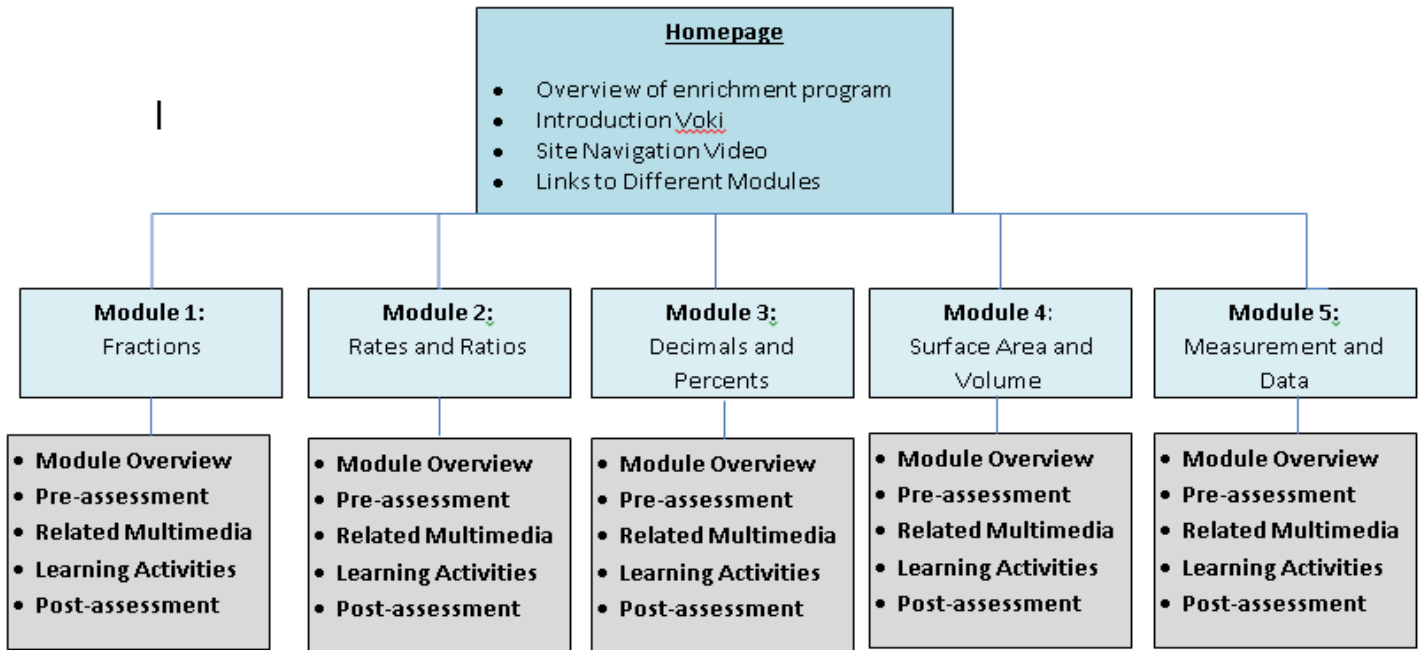 Homepage
• Overview of enrichment program
• Introduction Voki
• Site Navigation Video
• Links to Different Modules
Module 1:
Fractions
Module 2:
Rates and Ratios
Module 3:
Decimals and
Percents
Module 4:
Surface Area and
Volume
Module 5:
Measurement and
Data
• Module Overview
• Pre-assessment
• Related Multimedia
• Learning Activities
• Post-assessment
• Module Overview
• Pre-assessment
• Related Multimedia
• Learning Activities
• Post-assessment
• Module Overview
• Pre-assessment
• Related Multimedia
• Learning Activities
• Post-assessment
• Module Overview
• Pre-assessment
• Related Multimedia
• Learning Activities
• Post-assessment
• Module Overview
• Pre-assessment
• Related Multimedia
• Learning Activities
• Post-assessment